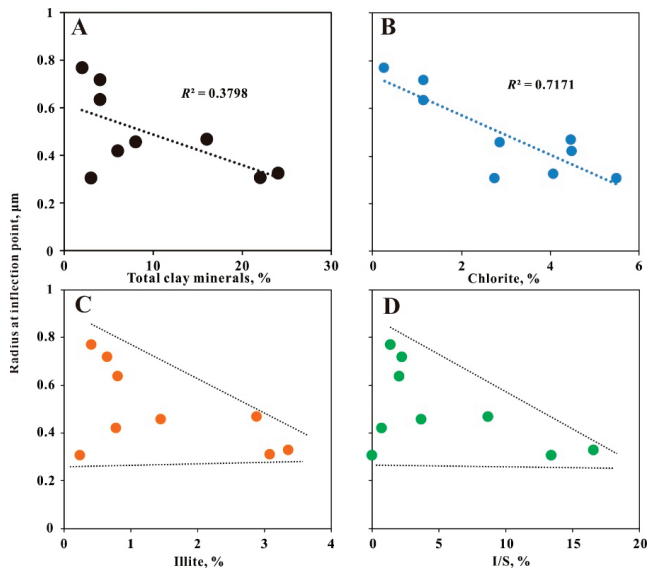 A
B
R² = 0.3798
R² = 0.7171
1
0.8
0.6
0.4
0.2
0
0
10
20
30
0
2
4
6
Total clay minerals, %
Chlorite, %
Radius at inflection point, μm
C
D
1
0.8
0.6
0.4
0.2
0
0
1
2
3
4
0
5
10
15
20
Illite, %
I/S, %